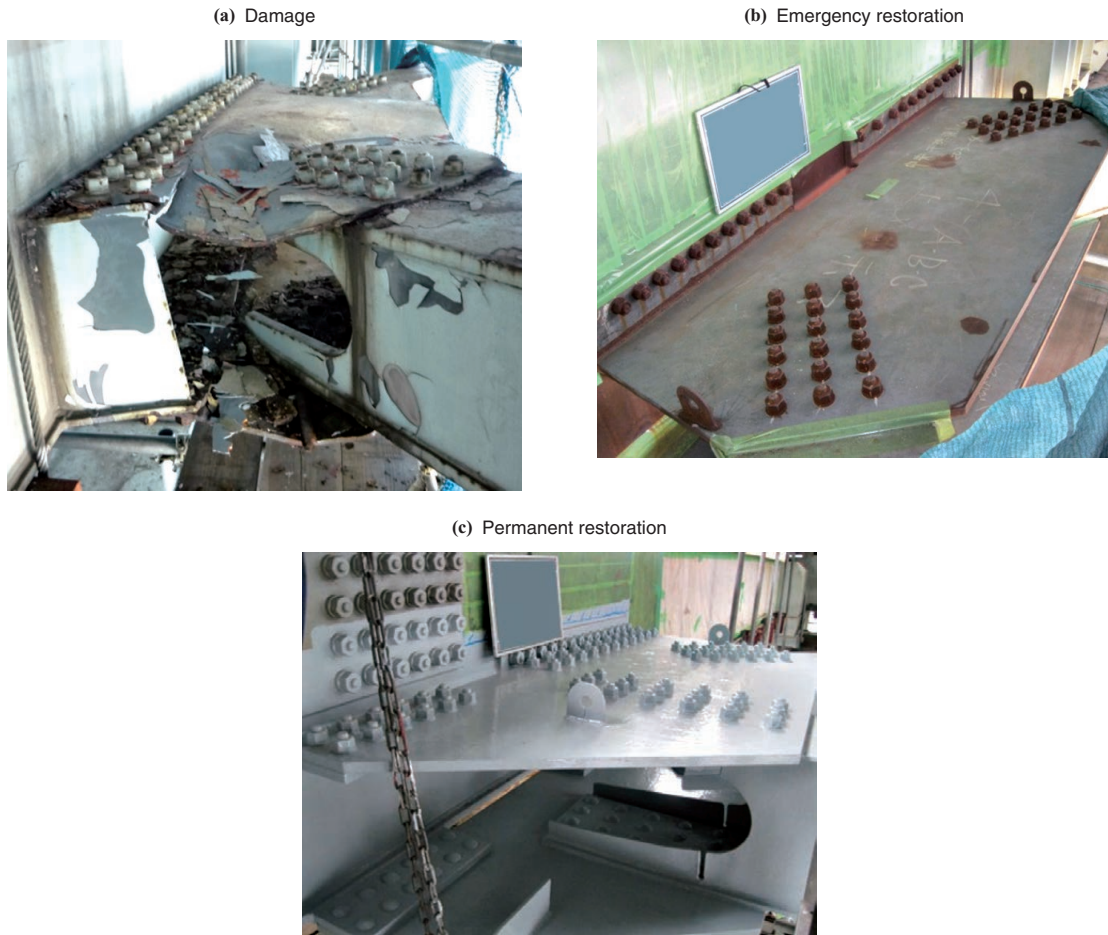 (a) Damage
(b) Emergency restoration
A·B·C
(c) Permanent restoration